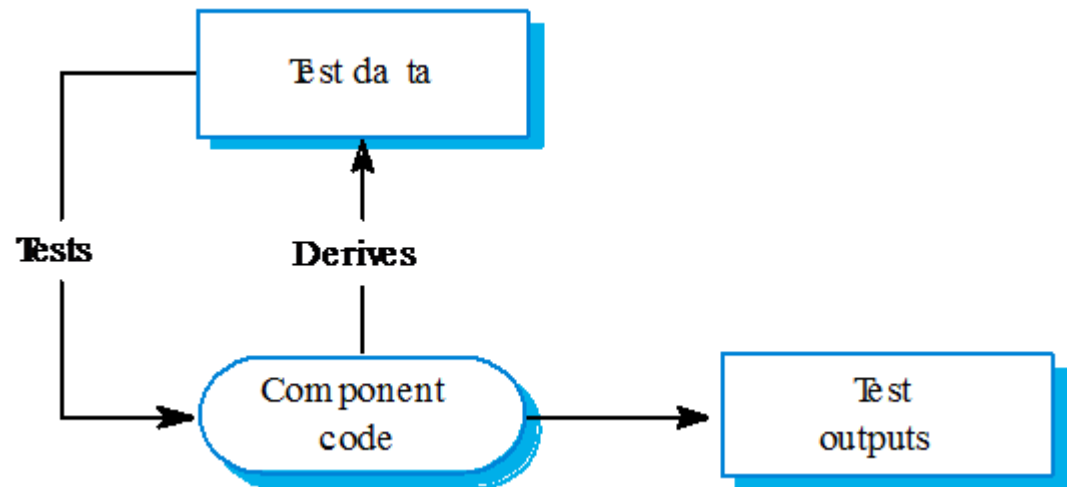 Test data
Tests
Derives
Component
code
Test
outputs